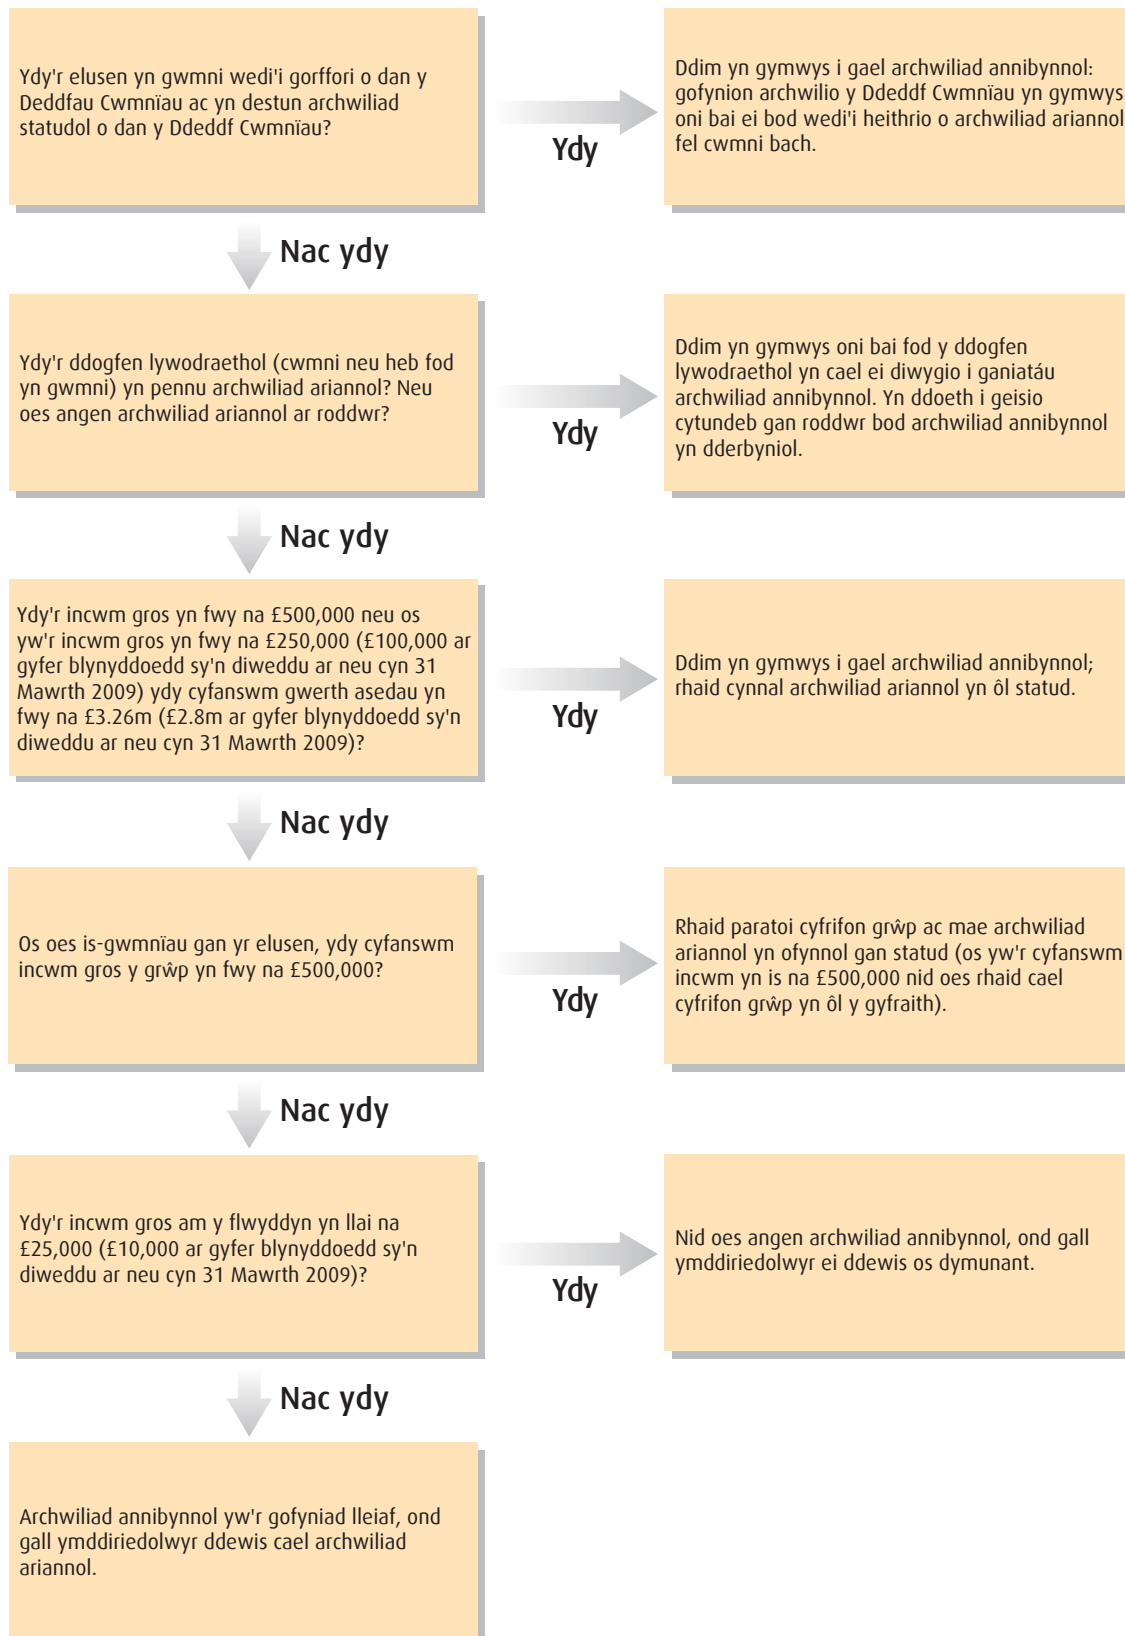 Ydy'r elusen yn gwmni wedi'i gorffori o dan y
Deddfau Cwmnïau ac yn destun archwiliad
statudol o dan y Ddeddf Cwmnïau?
Ydy
Ddim yn gymwys i gael archwiliad annibynnol:
gofynion archwilio y Ddeddf Cwmnïau yn gymwys
oni bai ei bod wedi'i heithrio o archwiliad ariannol
fel cwmni bach.
Nac ydy
Ydy'r ddogfen lywodraethol (cwmni neu heb fod
yn gwmni) yn pennu archwiliad ariannol? Neu
oes angen archwiliad ariannol ar roddwr?
Ydy
Ddim yn gymwys oni bai fod y ddogfen
lywodraethol yn cael ei diwygio i ganiatáu
archwiliad annibynnol. Yn ddoeth i geisio
cytundeb gan roddwr bod archwiliad annibynnol
yn dderbyniol.
Nac ydy
Ydy'r incwm gros yn fwy na £500,000 neu os
yw'r incwm gros yn fwy na £250,000 (£100,000 ar
gyfer blynyddoedd sy'n diweddu ar neu cyn 31
Mawrth 2009) ydy cyfanswm gwerth asedau yn
fwy na £3.26m (£2.8m ar gyfer blynyddoedd sy'n
diweddu ar neu cyn 31 Mawrth 2009)?
Ydy
Ddim yn gymwys i gael archwiliad annibynnol;
rhaid cynnal archwiliad ariannol yn ôl statud.
Nac ydy
Os oes is-gwmnïau gan yr elusen, ydy cyfanswm
incwm gros y grŵp yn fwy na £500,000?
Ydy
Rhaid paratoi cyfrifon grŵp ac mae archwiliad
ariannol yn ofynnol gan statud (os yw'r cyfanswm
incwm yn is na £500,000 nid oes rhaid cael
cyfrifon grŵp yn ôl y gyfraith).
Nac ydy
Ydy'r incwm gros am y flwyddyn yn llai na
£25,000 (£10,000 ar gyfer blynyddoedd sy'n
diweddu ar neu cyn 31 Mawrth 2009)?
Ydy
Nid oes angen archwiliad annibynnol, ond gall
ymddiriedolwyr ei ddewis os dymunant.
Nac ydy
Archwiliad annibynnol yw'r gofyniad lleiaf, ond
gall ymddiriedolwyr ddewis cael archwiliad
ariannol.